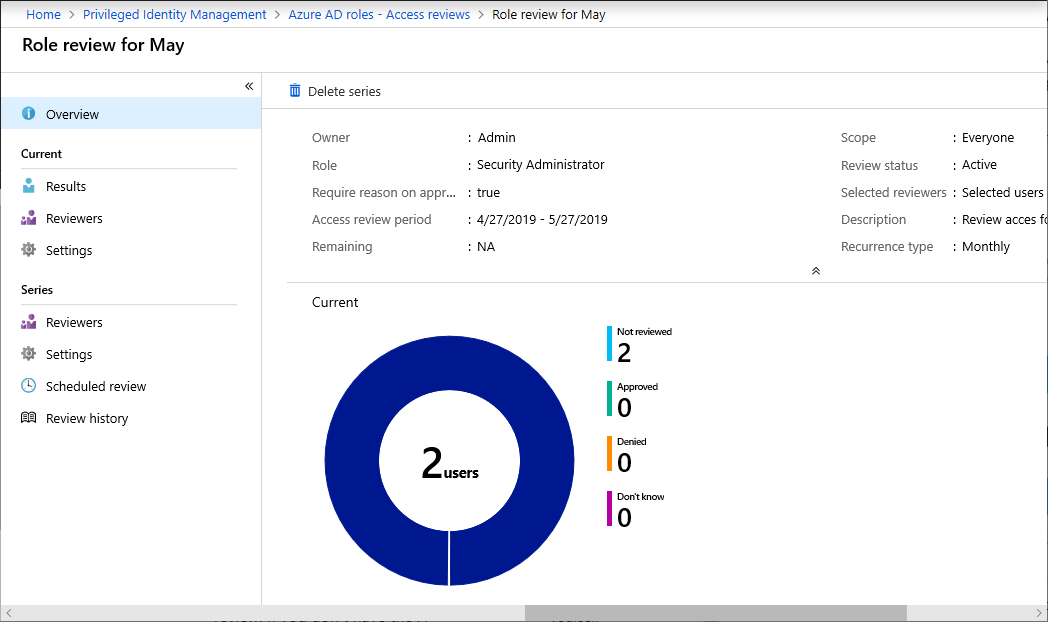 Home > Privileged Identity Management > Azure AD roles - Access reviews > Role review for May
Role review for May
«
Overview
Current
Results
Reviewers
Settings
Series
Reviewers
Settings
Scheduled review
Review history
Delete series
Owner : Admin
Role : Security Administrator
Require reason on appr... : true
Access review period : 4/27/2019 - 5/27/2019
Remaining : NA
Scope : Everyone
Review status : Active
Selected reviewers : Selected users
Description : Review acces fo
Recurrence type : Monthly
Current
2 users
Not reviewed
2
Approved
0
Denied
0
Don't know
0